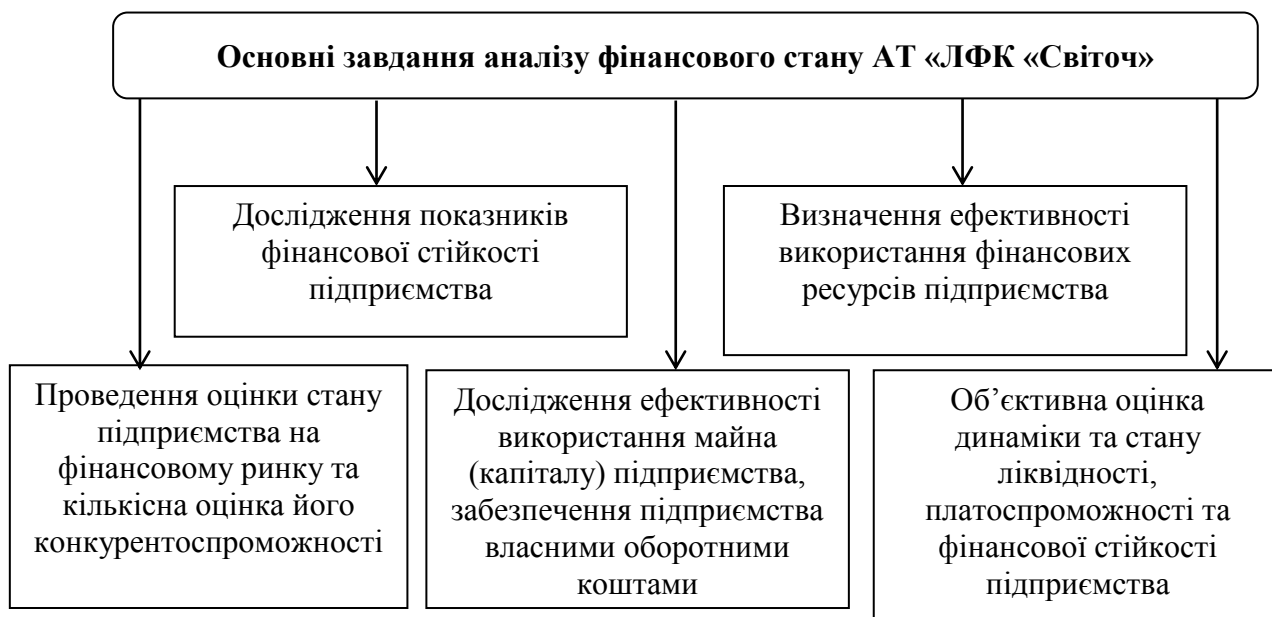 Основні завдання аналізу фінансового стану АТ «ЛФК «Світоч»
Дослідження показників
фінансової стійкості
підприємства
Визначення ефективності
використання фінансових
ресурсів підприємства
Проведення оцінки стану
підприємства на
фінансовому ринку та
кількісна оцінка його
конкурентоспроможності
Дослідження ефективності
використання майна
(капіталу) підприємства,
забезпечення підприємства
власними оборотними
коштами
Об’єктивна оцінка
динаміки та стану
ліквідності,
платоспроможності та
фінансової стійкості
підприємства